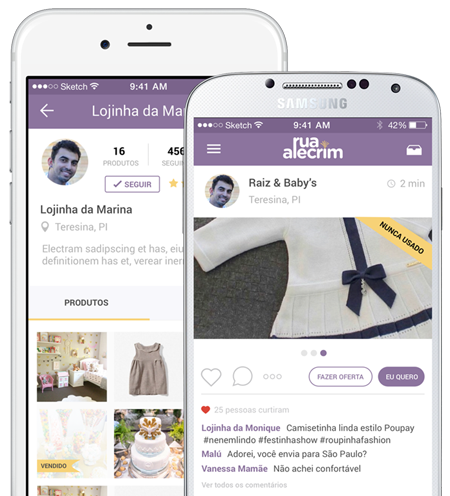 Sketch
9:41 AM
Lojinha da Mar
16
PRODUTOS
456
SEGUI
SEGUIR
Lojinha da Marina
Teresina, PI
Electram sadipscing et has, eiu
definitionem has et, verear iner
PRODUTOS
VENDIDO
SAMSUNG
Sketch
9:41 AM
42%
rua
alecrim
Raiz & Baby's
2 min
Teresina, PI
NUNCA USADO
FAZER OFERTA
EU QUERO
25 pessoas curtiram
Lojinha da Monique Camisetinha linda estilo Poupay
#nenemlindo #festinhashow #roupinhafashion
Malú Adorei, você envia para São Paulo?
Vanessa Mamãe Não achei confortável
Ver todos os comentários